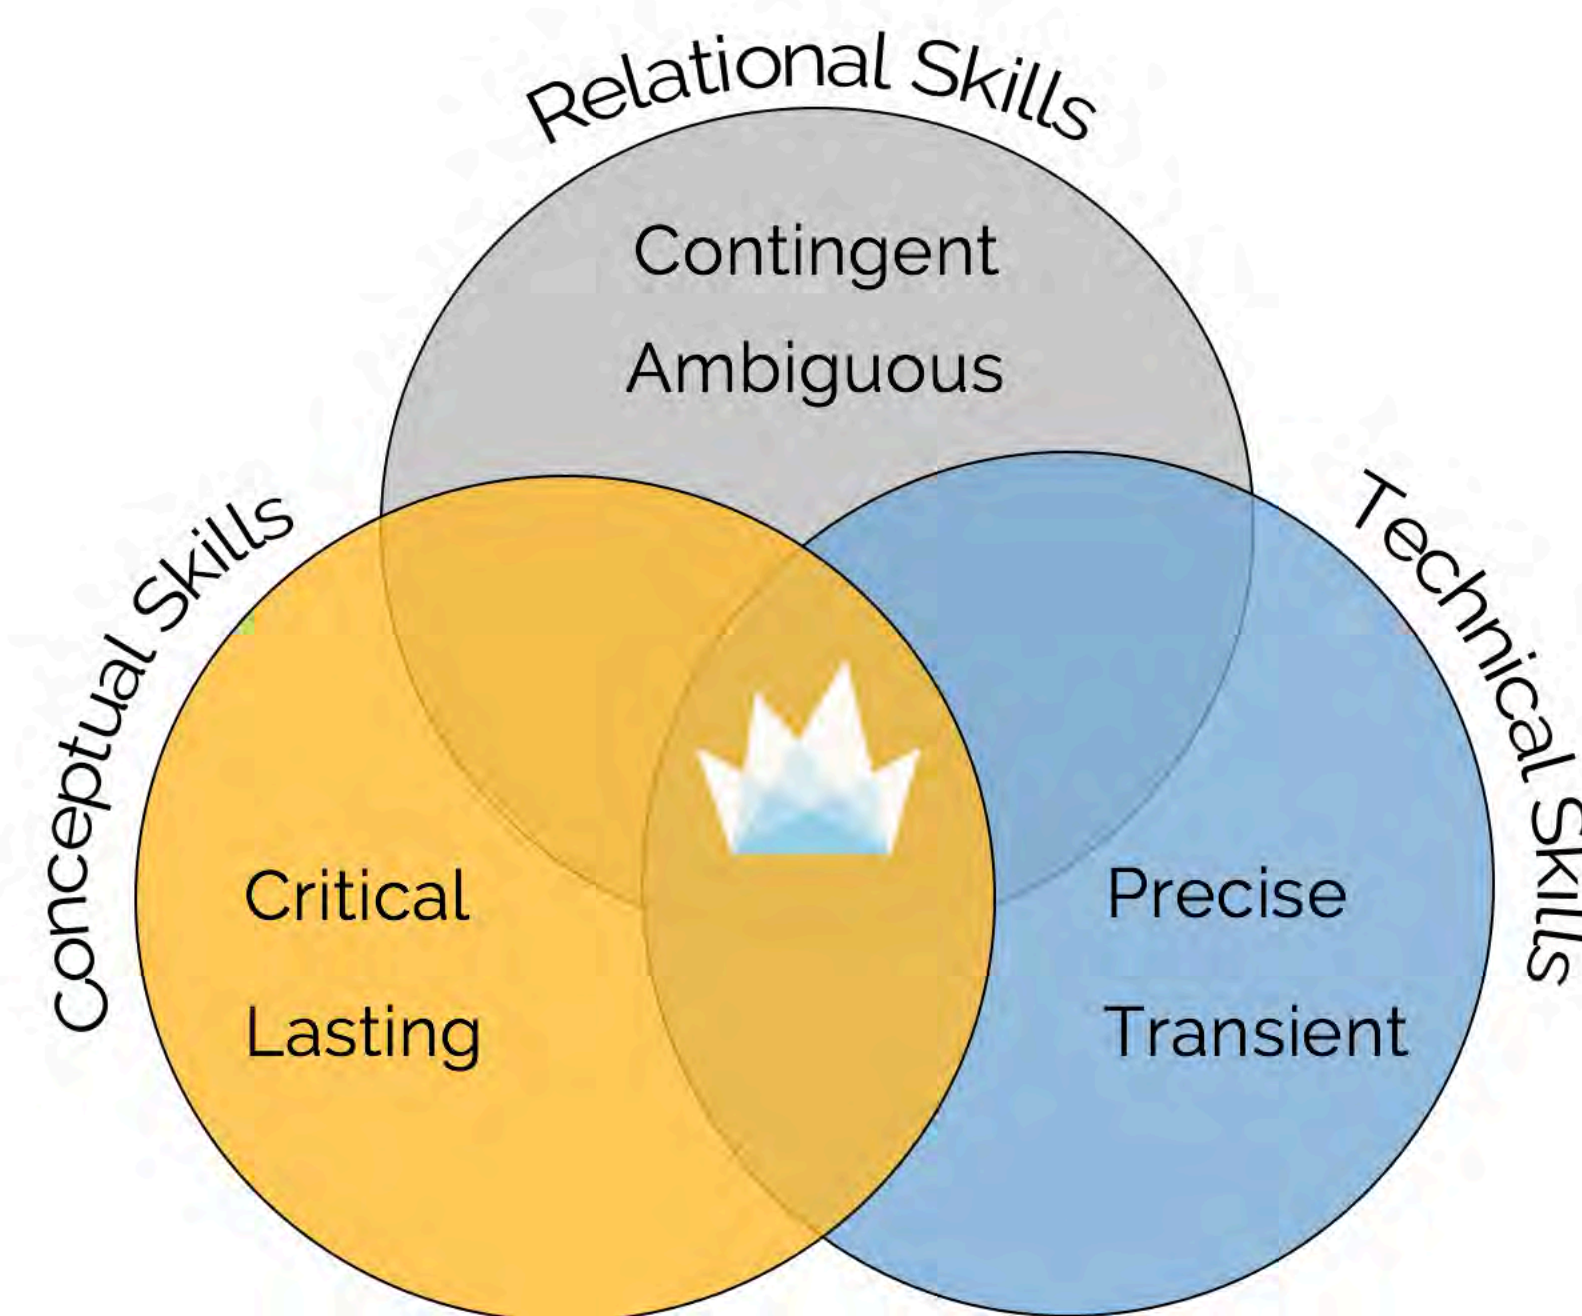 Relational Skills
Contingent
Ambiguous
Conceptual Skills
Technical Skills
Critical
Lasting
Precise
Transient